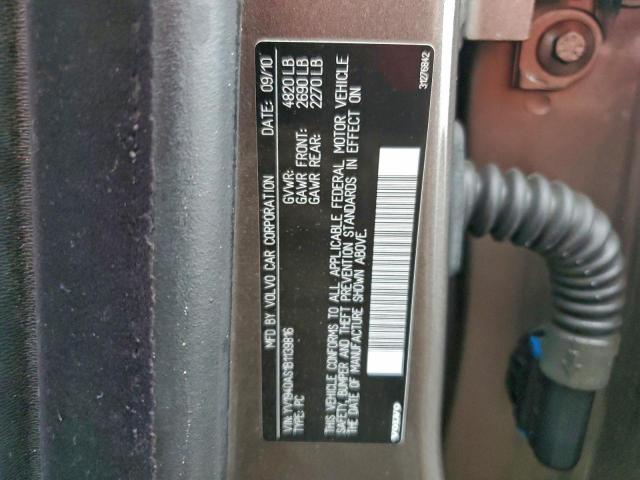 MFD BY VOLVO CAR CORPORATION DATE: 09/10
GVWR: 4820 LB
GAWR FRONT: 2690 LB
GAWR REAR: 2270 LB
THIS VEHICLE CONFORMS TO ALL APPLICABLE FEDERAL MOTOR VEHICLE
SAFETY, BUMPER AND THEFT PREVENTION STANDARDS IN EFFECT ON
THE DATE OF MANUFACTURE SHOWN ABOVE.
VIN: YV1940AS1B1139816
TYPE: PC
VOLVO
31276842